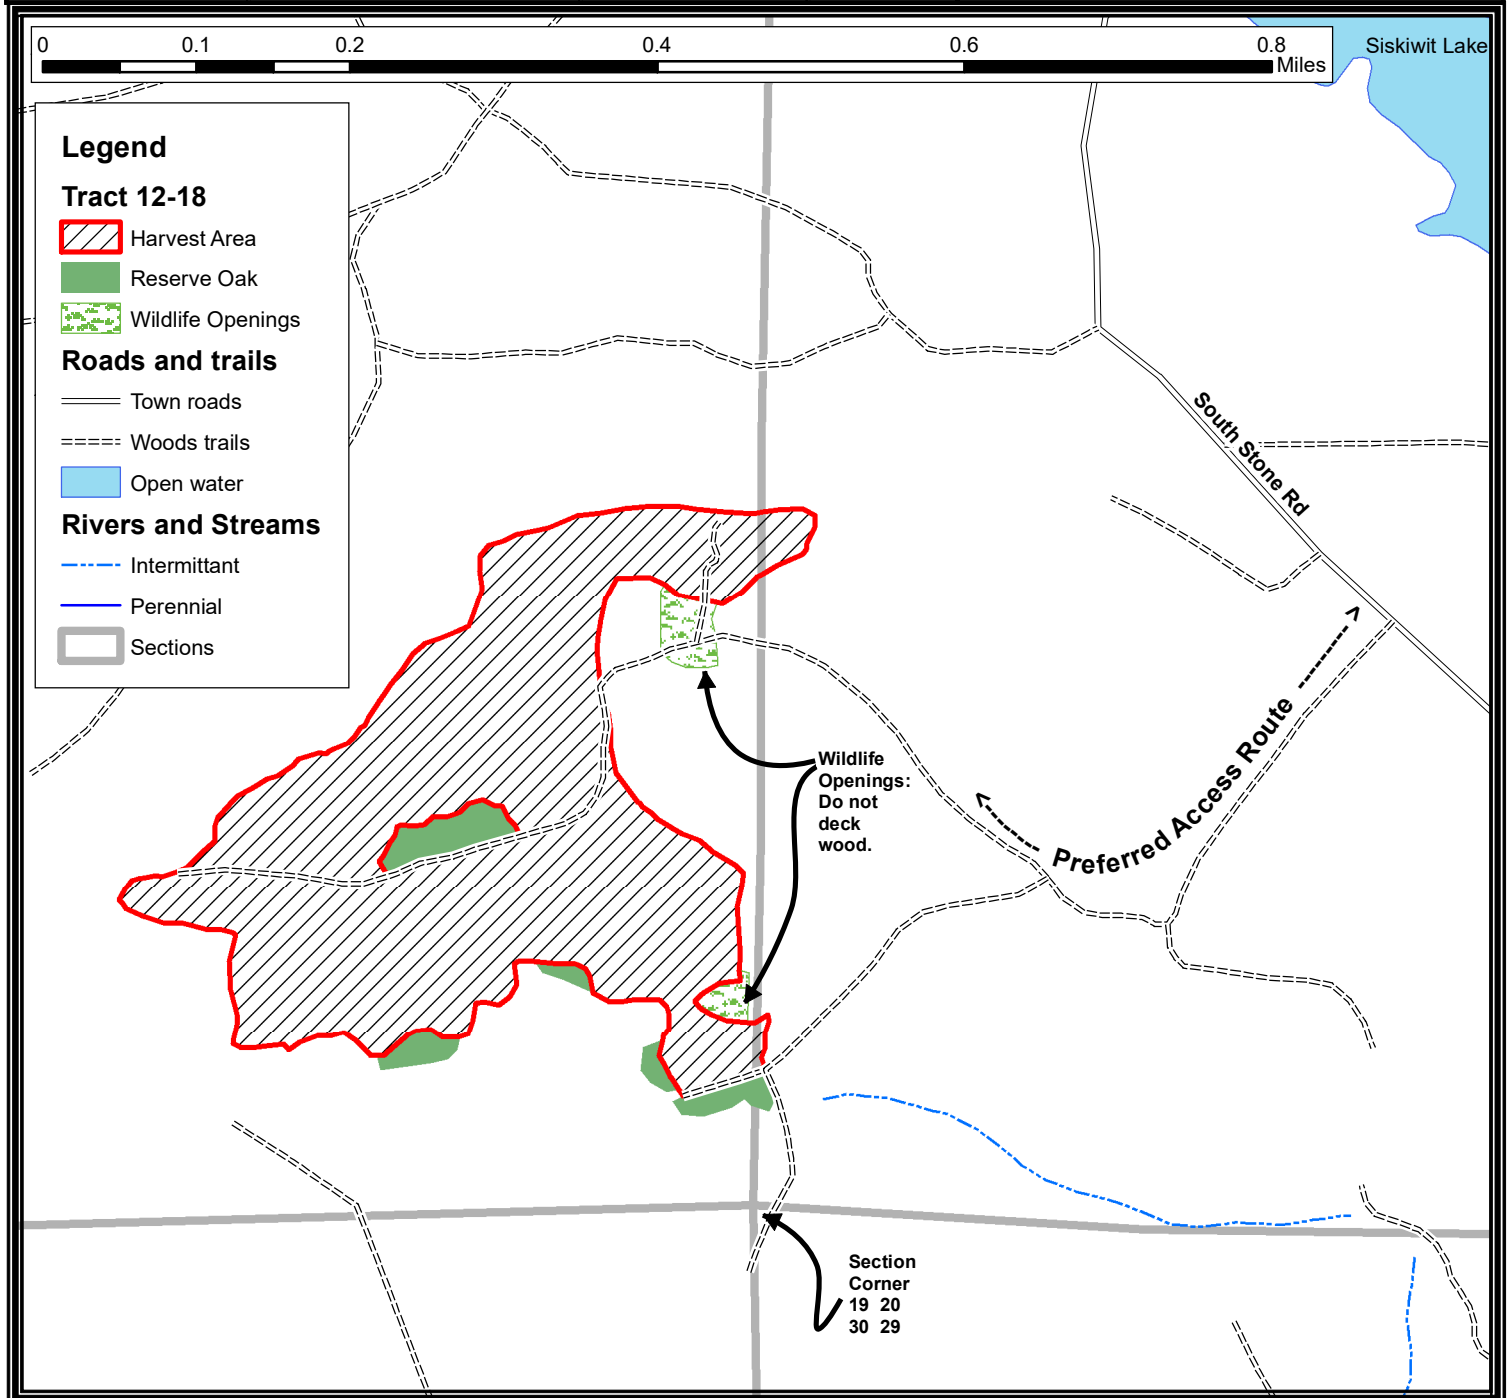 0 0.1 0.2 0.4 0.6 0.8
Miles
Siskiwit Lake
Legend
Tract 12-18
Harvest Area
Reserve Oak
Wildlife Openings
Roads and trails
Town roads
Woods trails
Open water
Rivers and Streams
Intermittant
Perennial
Sections
South Stone Rd
Preferred Access Route
Wildlife
Openings:
Do not
deck
wood.
Section
Corner
19 20
30 29